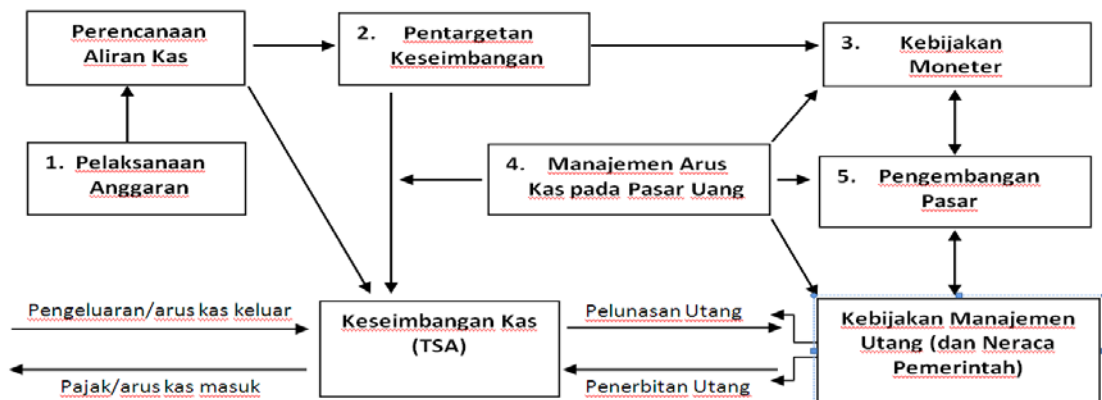 Perencanaan
Aliran Kas
2. Pentargetan
Keseimbangan
3. Kebijakan
Moneter
1. Pelaksanaan
Anggaran
4. Manajemen Arus
Kas pada Pasar Uang
5. Pengembangan
Pasar
Pengeluaran/arus kas keluar
Pajak/arus kas masuk
Keseimbangan Kas
(TSA)
Pelunasan Utang
Penerbitan Utang
Kebijakan Manajemen
Utang (dan Neraca
Pemerintah)